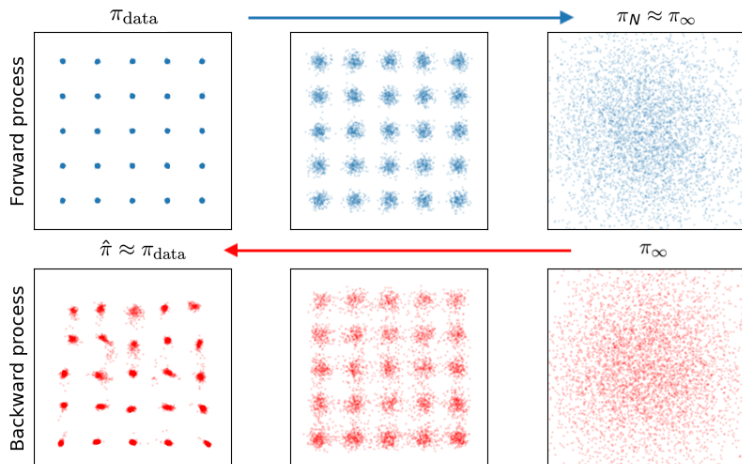 π_data
π_N ≈ π_∞
Forward process
π̂ ≈ π_data
π_∞
Backward process